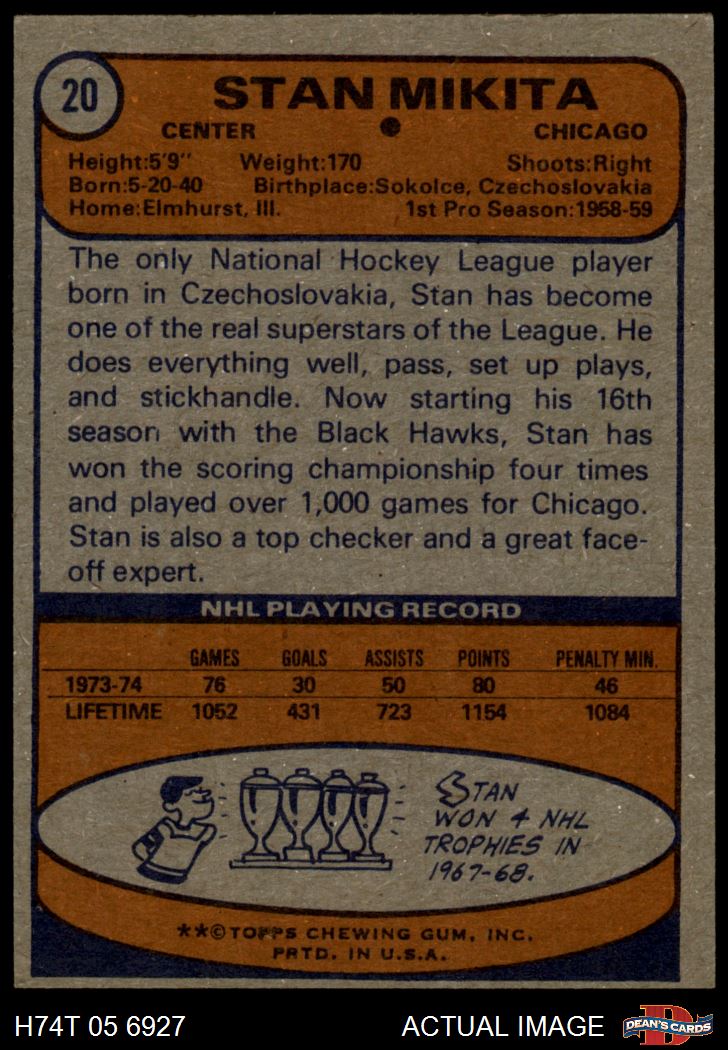 20
STAN MIKITA
CENTER CHICAGO
Height:5'9" Weight:170 Shoots:Right
Born:5-20-40 Birthplace:Sokolce, Czechoslovakia
Home:Elmhurst, Ill. 1st Pro Season:1958-59
The only National Hockey League player
born in Czechoslovakia, Stan has become
one of the real superstars of the League. He
does everything well, pass, set up plays,
and stickhandle. Now starting his 16th
season with the Black Hawks, Stan has
won the scoring championship four times
and played over 1,000 games for Chicago.
Stan is also a top checker and a great face-
off expert.
NHL PLAYING RECORD
GAMES GOALS ASSISTS POINTS PENALTY MIN.
1973-74 76 30 50 80 46
LIFETIME 1052 431 723 1154 1084
STAN
WON 4 NHL
TROPHIES IN
1967-68.
**©TOPPS CHEWING GUM, INC.
PRTD. IN U.S.A.
H74T 05 6927 ACTUAL IMAGE DEAN'S CARDS